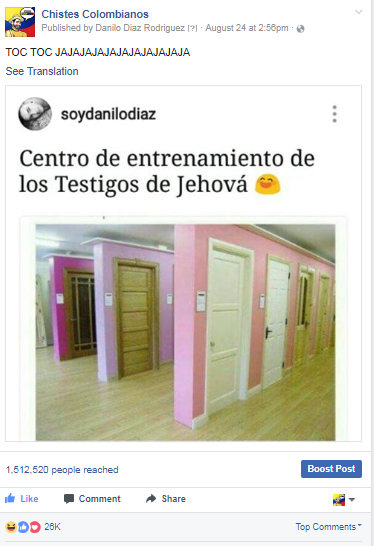 Chistes Colombianos
Published by Danilo Diaz Rodriguez [?] · August 24 at 2:56pm ·
TOC TOC JAJAJAJAJAJAJAJAJAJAJA
See Translation
soydanilodiaz
Centro de entrenamiento de
los Testigos de Jehová 😄
1,512,520 people reached
Boost Post
Like Comment Share
26K Top Comments